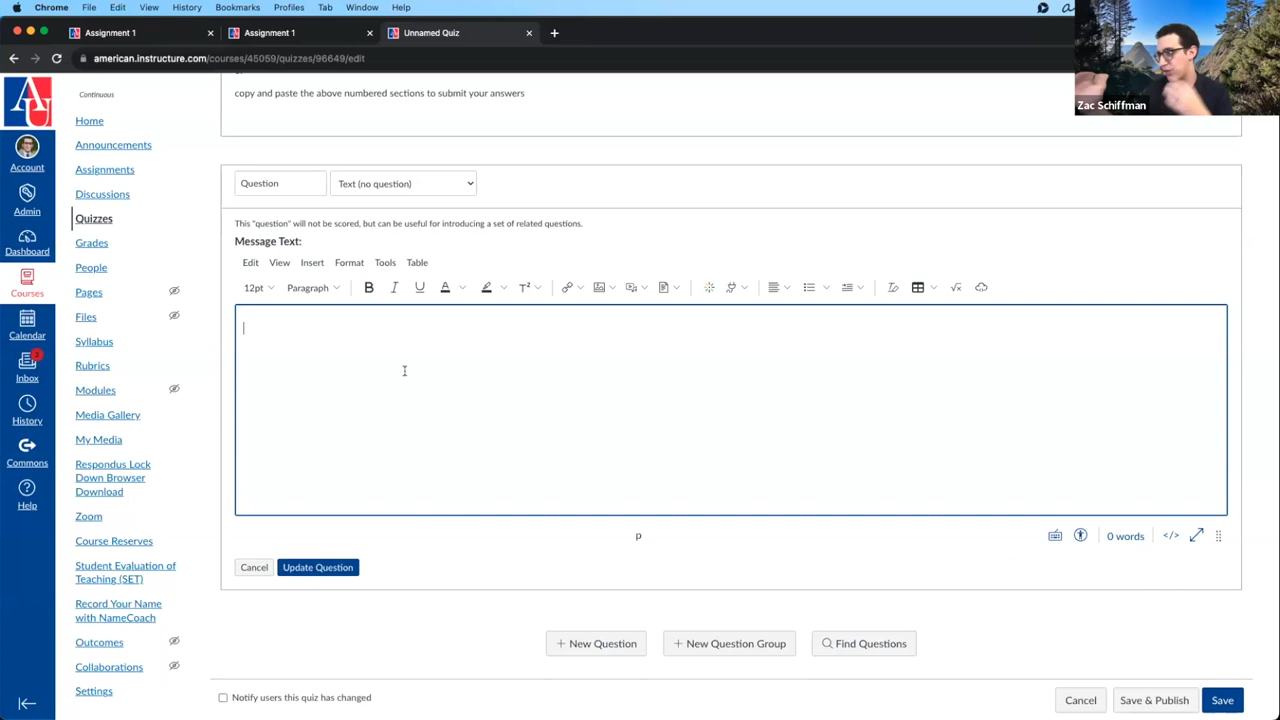 Chrome File Edit View History Bookmarks Profiles Tab Window Help
Assignment 1
Assignment 1
Unnamed Quiz
american.instructure.com/courses/45059/quizzes/96649/edit
Zac Schiffman
AU
Account
Admin
Dashboard
Courses
Calendar
Inbox
History
Commons
Help
Continuous
Home
Announcements
Assignments
Discussions
Quizzes
Grades
People
Pages
Files
Syllabus
Rubrics
Modules
Media Gallery
My Media
Respondus Lock
Down Browser
Download
Zoom
Course Reserves
Student Evaluation of
Teaching (SET)
Record Your Name
with NameCoach
Outcomes
Collaborations
Settings
copy and paste the above numbered sections to submit your answers
Question Text (no question)
This "question" will not be scored, but can be useful for introducing a set of related questions.
Message Text:
Edit View Insert Format Tools Table
12pt Paragraph B I U A T²
p
0 words </>
Cancel Update Question
+ New Question + New Question Group Find Questions
Notify users this quiz has changed
Cancel Save & Publish Save